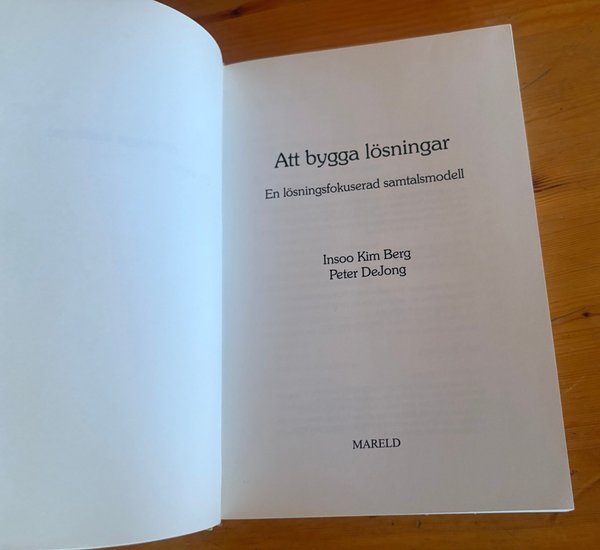 Att bygga lösningar
En lösningsfokuserad samtalsmodell
Insoo Kim Berg
Peter DeJong
MARELD